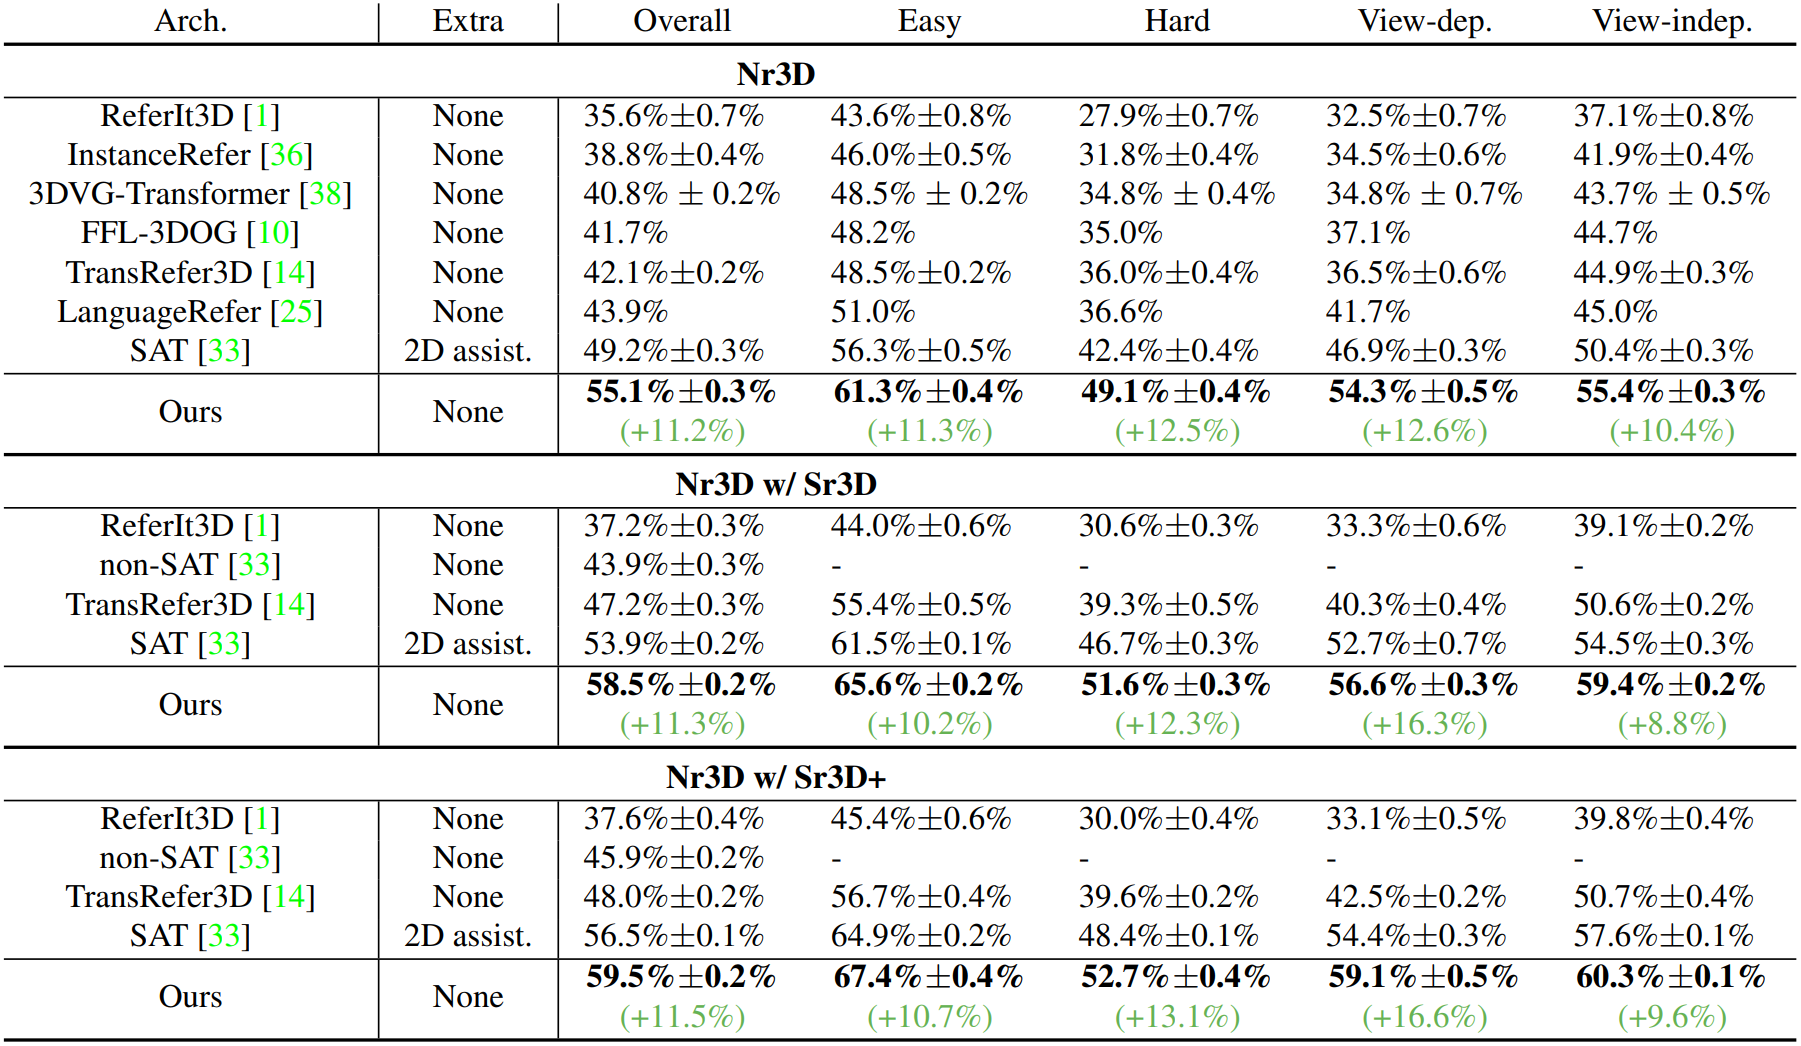 Arch. Extra Overall Easy Hard View-dep. View-indep.
Nr3D
ReferIt3D [1] None 35.6%±0.7% 43.6%±0.8% 27.9%±0.7% 32.5%±0.7% 37.1%±0.8%
InstanceRefer [36] None 38.8%±0.4% 46.0%±0.5% 31.8%±0.4% 34.5%±0.6% 41.9%±0.4%
3DVG-Transformer [38] None 40.8% ± 0.2% 48.5% ± 0.2% 34.8% ± 0.4% 34.8% ± 0.7% 43.7% ± 0.5%
FFL-3DOG [10] None 41.7% 48.2% 35.0% 37.1% 44.7%
TransRefer3D [14] None 42.1%±0.2% 48.5%±0.2% 36.0%±0.4% 36.5%±0.6% 44.9%±0.3%
LanguageRefer [25] None 43.9% 51.0% 36.6% 41.7% 45.0%
SAT [33] 2D assist. 49.2%±0.3% 56.3%±0.5% 42.4%±0.4% 46.9%±0.3% 50.4%±0.3%
Ours None 55.1%±0.3% 61.3%±0.4% 49.1%±0.4% 54.3%±0.5% 55.4%±0.3%
(+11.2%) (+11.3%) (+12.5%) (+12.6%) (+10.4%)
Nr3D w/ Sr3D
ReferIt3D [1] None 37.2%±0.3% 44.0%±0.6% 30.6%±0.3% 33.3%±0.6% 39.1%±0.2%
non-SAT [33] None 43.9%±0.3% - - - -
TransRefer3D [14] None 47.2%±0.3% 55.4%±0.5% 39.3%±0.5% 40.3%±0.4% 50.6%±0.2%
SAT [33] 2D assist. 53.9%±0.2% 61.5%±0.1% 46.7%±0.3% 52.7%±0.7% 54.5%±0.3%
Ours None 58.5%±0.2% 65.6%±0.2% 51.6%±0.3% 56.6%±0.3% 59.4%±0.2%
(+11.3%) (+10.2%) (+12.3%) (+16.3%) (+8.8%)
Nr3D w/ Sr3D+
ReferIt3D [1] None 37.6%±0.4% 45.4%±0.6% 30.0%±0.4% 33.1%±0.5% 39.8%±0.4%
non-SAT [33] None 45.9%±0.2% - - - -
TransRefer3D [14] None 48.0%±0.2% 56.7%±0.4% 39.6%±0.2% 42.5%±0.2% 50.7%±0.4%
SAT [33] 2D assist. 56.5%±0.1% 64.9%±0.2% 48.4%±0.1% 54.4%±0.3% 57.6%±0.1%
Ours None 59.5%±0.2% 67.4%±0.4% 52.7%±0.4% 59.1%±0.5% 60.3%±0.1%
(+11.5%) (+10.7%) (+13.1%) (+16.6%) (+9.6%)